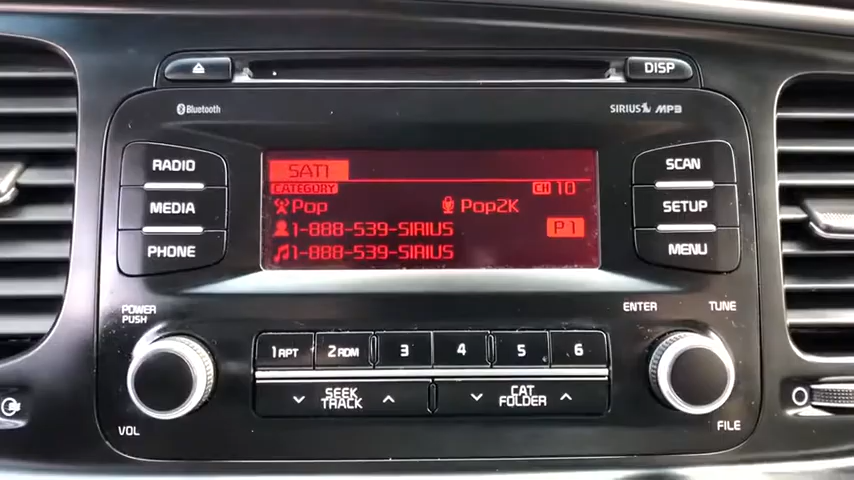 DISP
Bluetooth
SIRIUS MP3
RADIO
MEDIA
PHONE
SAT1
CATEGORY
CH 10
Pop
Pop2K
1-888-539-SIRIUS
P1
1-888-539-SIRIUS
SCAN
SETUP
MENU
POWER
PUSH
VOL
1 RPT
2 RDM
3
4
5
6
SEEK
TRACK
CAT
FOLDER
ENTER
TUNE
FILE